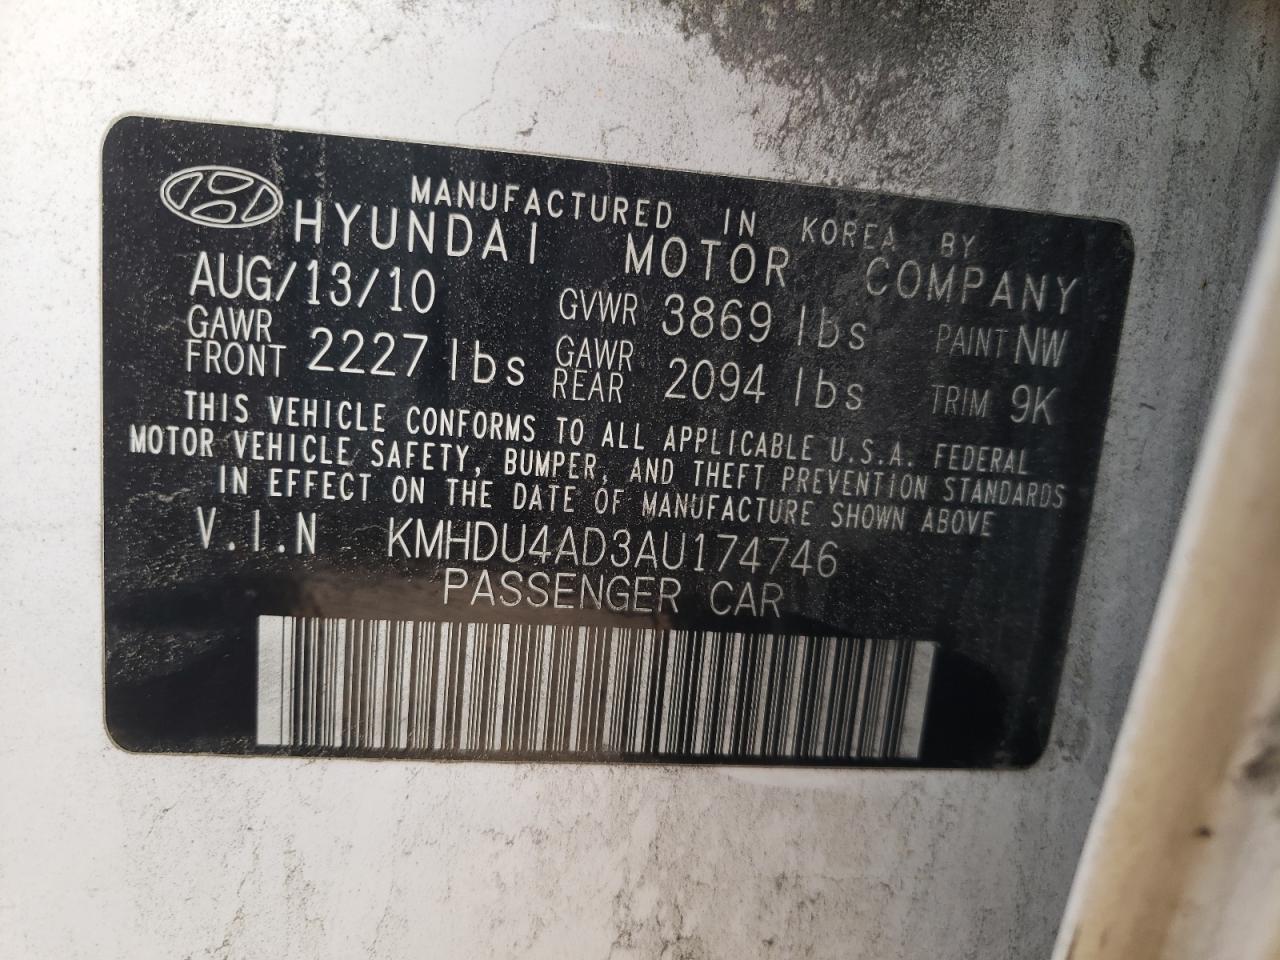 MANUFACTURED IN KOREA BY
HYUNDAI MOTOR COMPANY
AUG/13/10 GVWR 3869 lbs PAINT NW
GAWR FRONT 2227 lbs GAWR REAR 2094 lbs TRIM 9K
THIS VEHICLE CONFORMS TO ALL APPLICABLE U.S.A. FEDERAL
MOTOR VEHICLE SAFETY, BUMPER, AND THEFT PREVENTION STANDARDS
IN EFFECT ON THE DATE OF MANUFACTURE SHOWN ABOVE
V.I.N KMHDU4AD3AU174746
PASSENGER CAR